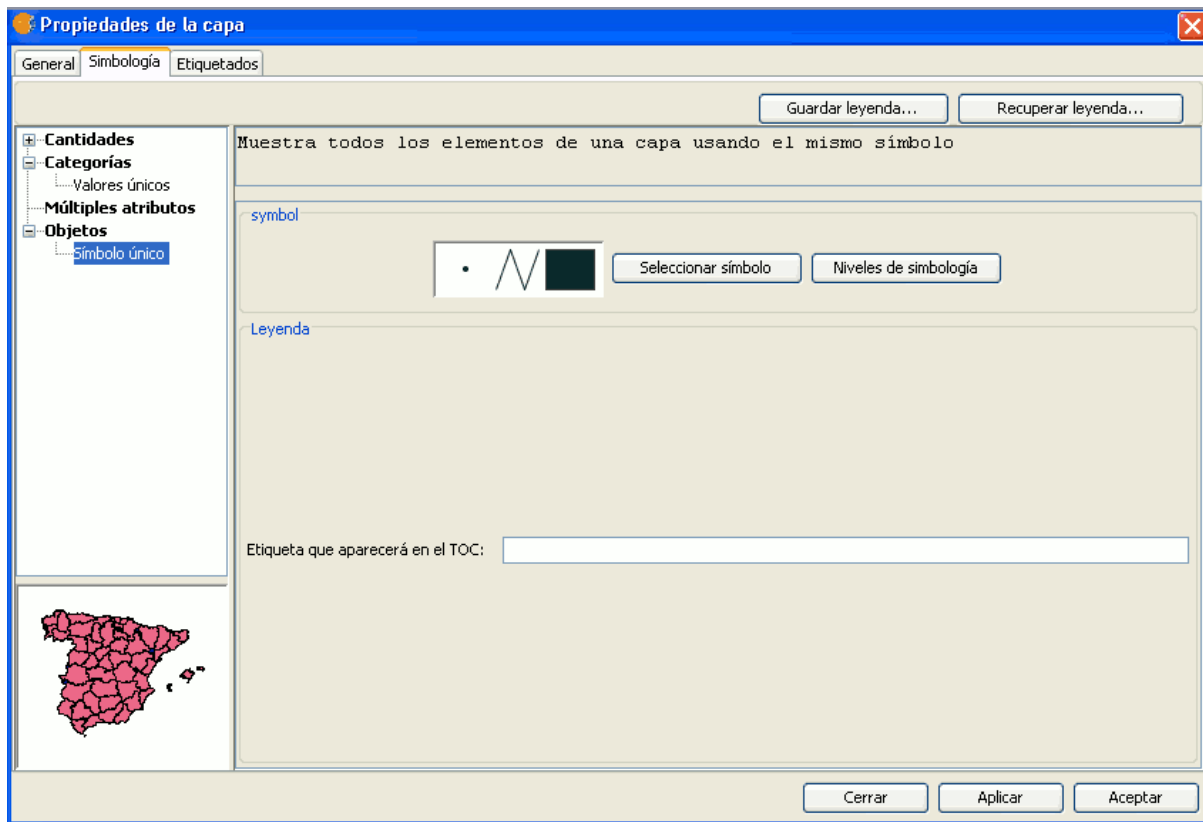 Propiedades de la capa
General Simbología Etiquetados
Guardar leyenda... Recuperar leyenda...
Cantidades
Categorías
Valores únicos
Múltiples atributos
Objetos
Símbolo único
Muestra todos los elementos de una capa usando el mismo símbolo
symbol
Seleccionar símbolo Niveles de simbología
Leyenda
Etiqueta que aparecerá en el TOC:
Cerrar Aplicar Aceptar